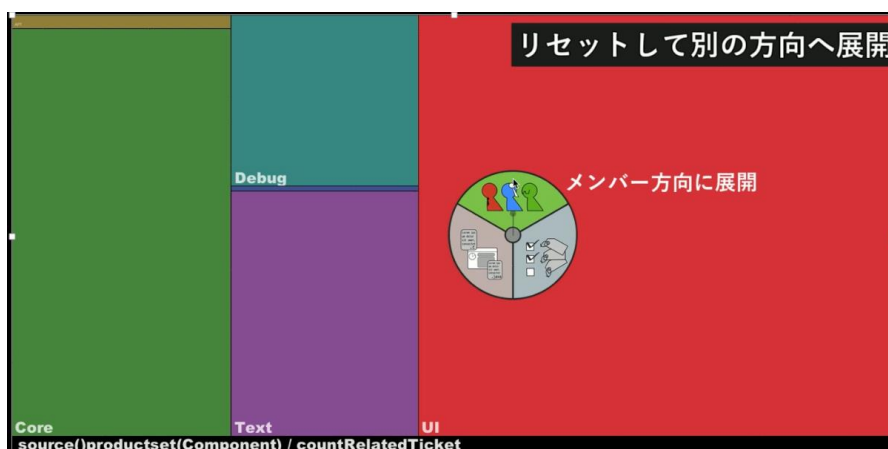 リセットして別の方向へ展開
Debug
メンバー方向に展開
Core
Text
UI
source()productset(Component) / countRelatedTicket